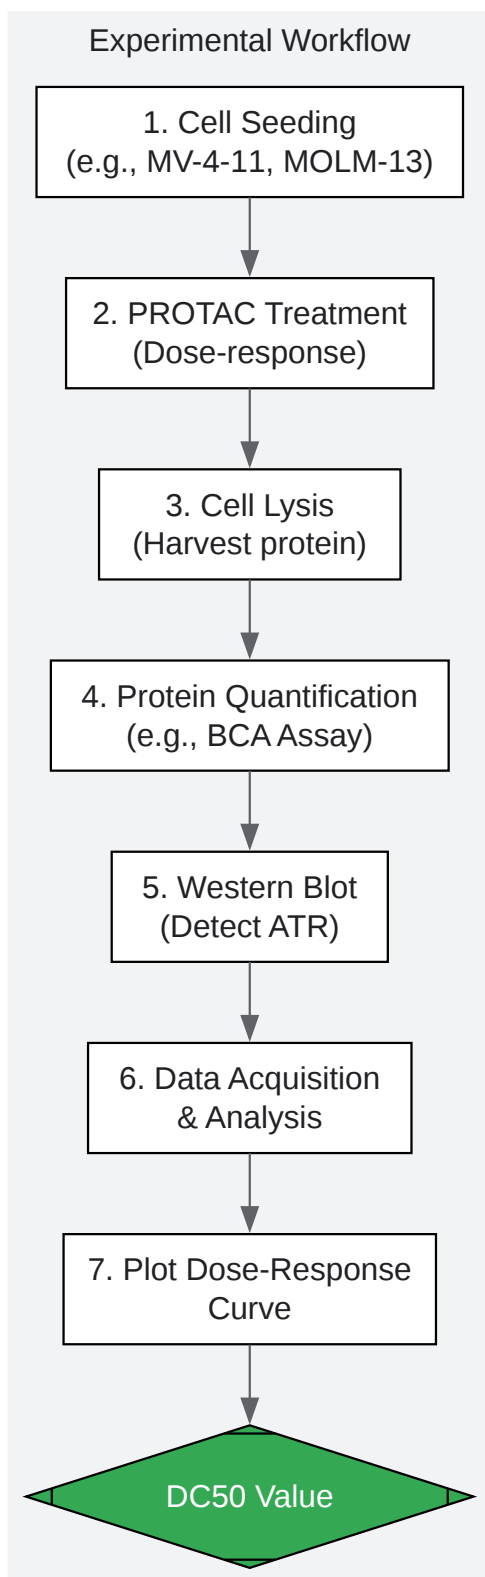 Experimental Workflow
1. Cell Seeding
(e.g., MV-4-11, MOLM-13)
2. PROTAC Treatment
(Dose-response)
3. Cell Lysis
(Harvest protein)
4. Protein Quantification
(e.g., BCA Assay)
5. Western Blot
(Detect ATR)
6. Data Acquisition
& Analysis
7. Plot Dose-Response
Curve
DC50 Value